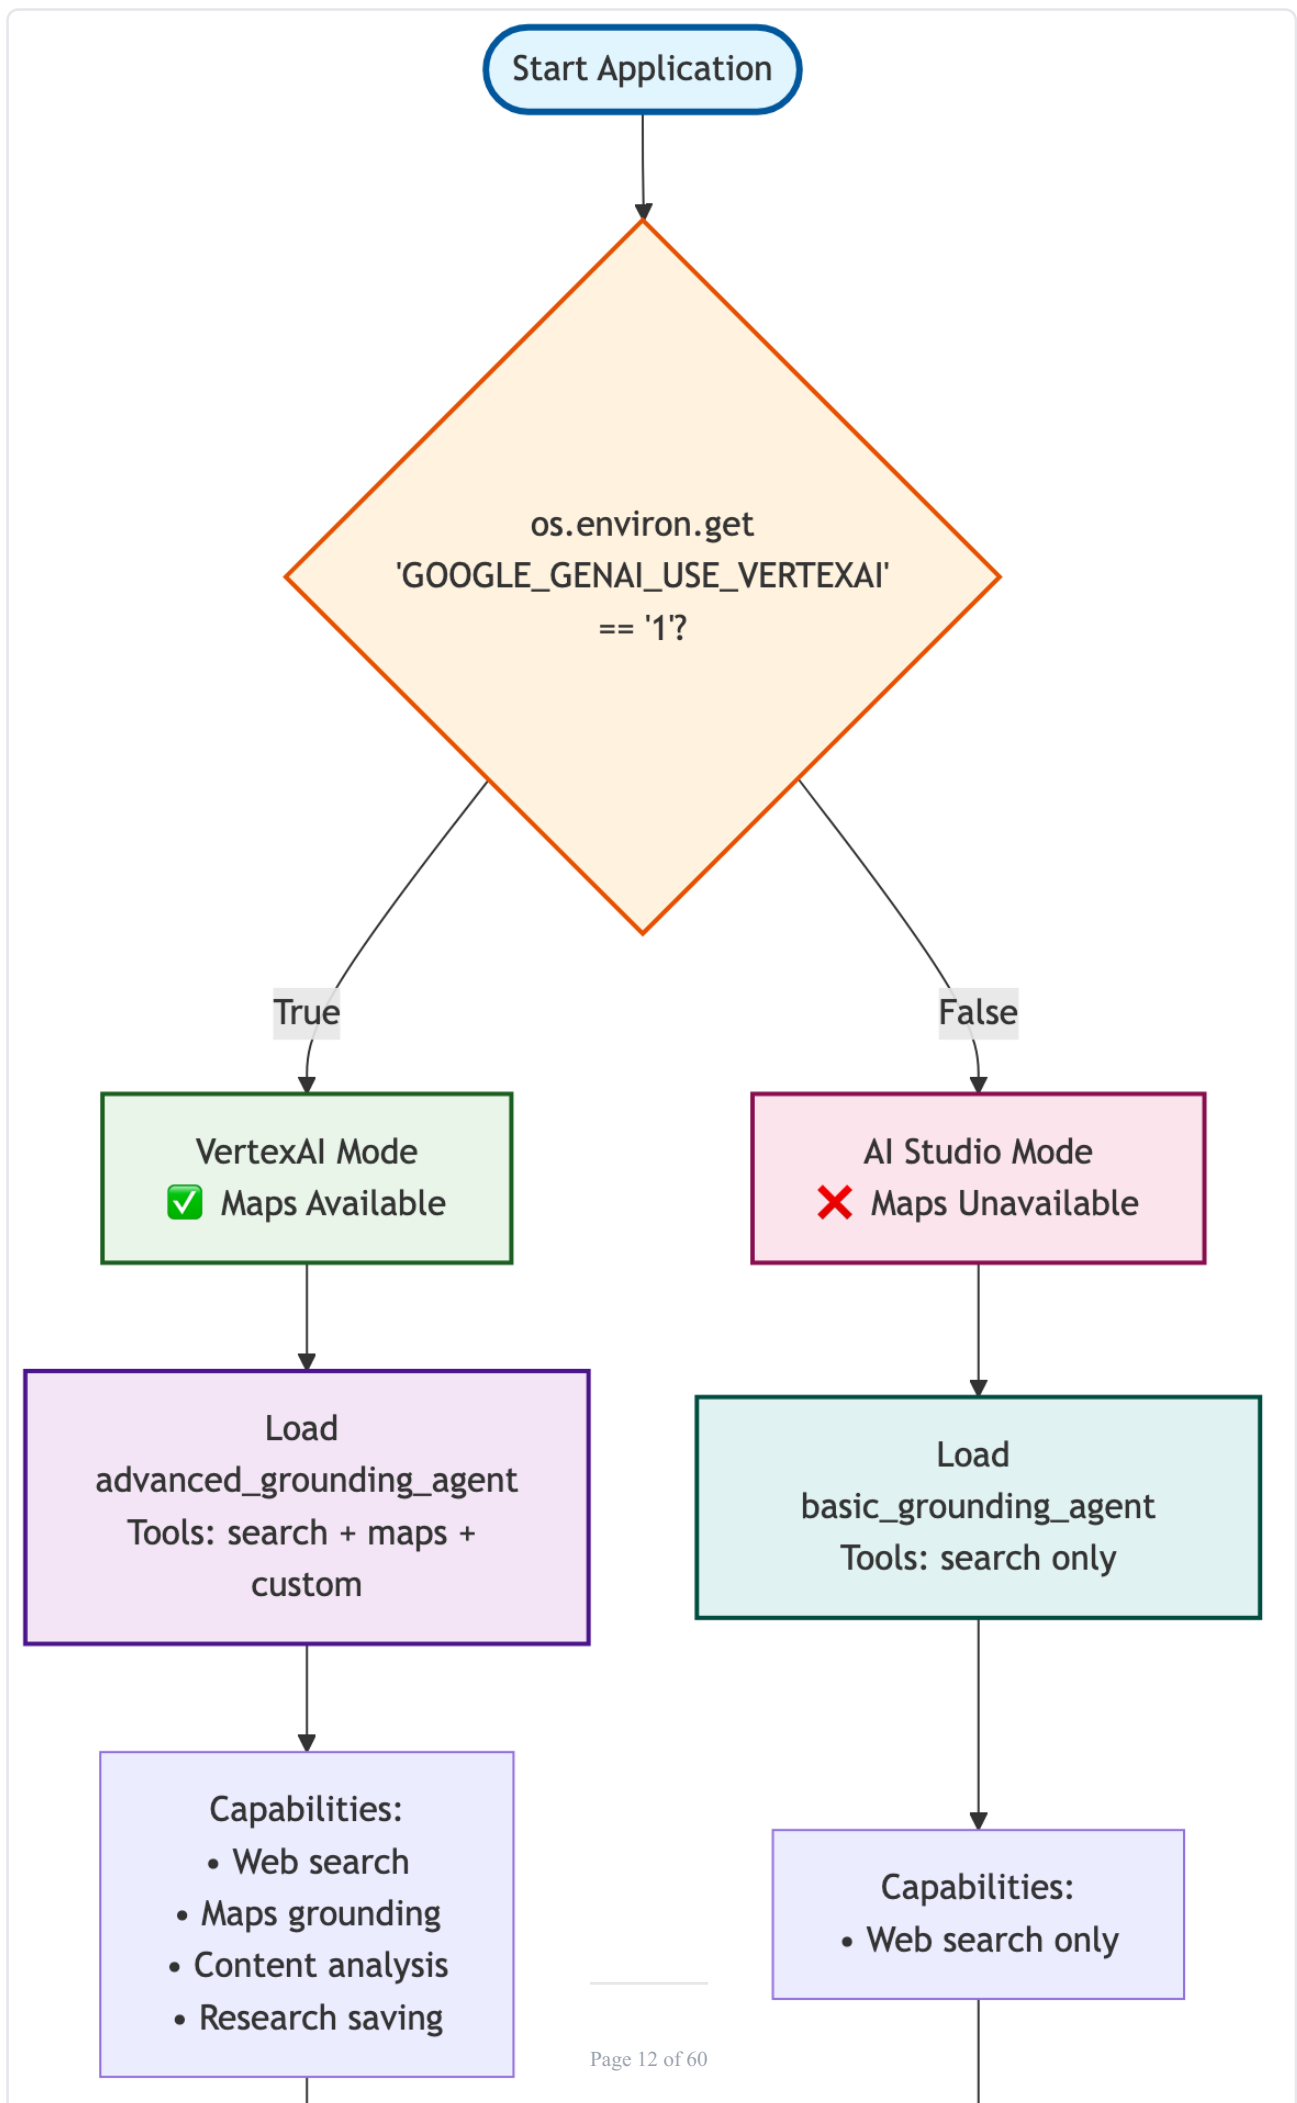 Start Application
os.environ.get
'GOOGLE_GENAI_USE_VERTEXAI'
== '1'?
True
False
VertexAI Mode
✅ Maps Available
AI Studio Mode
❌ Maps Unavailable
Load
advanced_grounding_agent
Tools: search + maps +
custom
Load
basic_grounding_agent
Tools: search only
Capabilities:
• Web search
• Maps grounding
• Content analysis
• Research saving
Capabilities:
• Web search only
Page 12 of 60